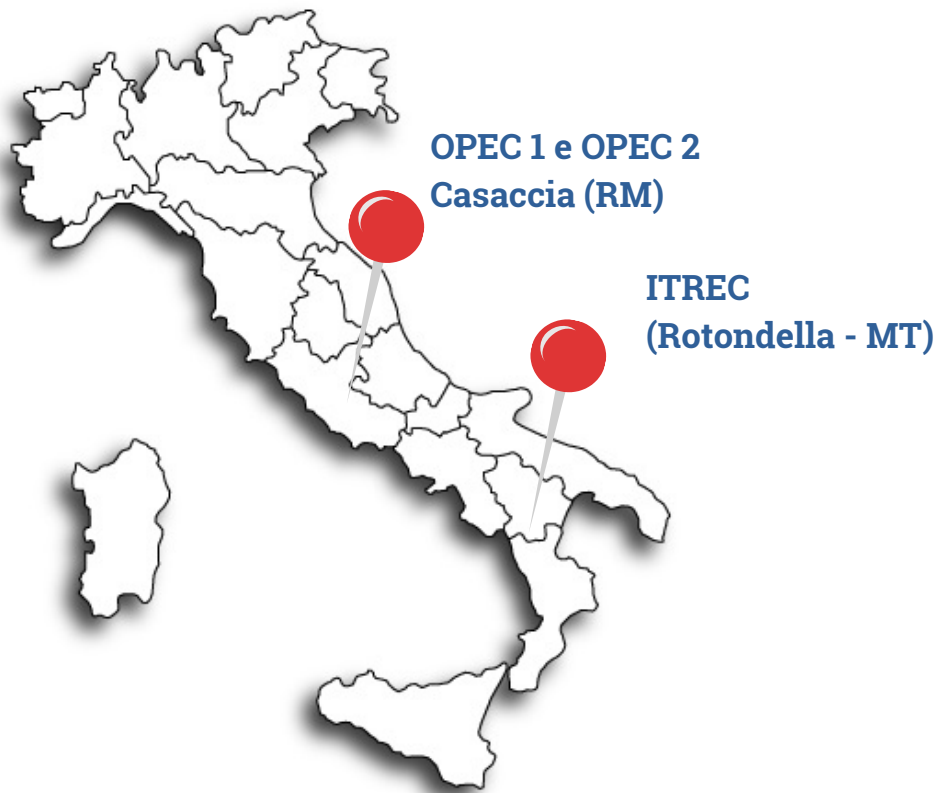 OPEC 1 e OPEC 2
Casaccia (RM)
ITREC
(Rotondella - MT)